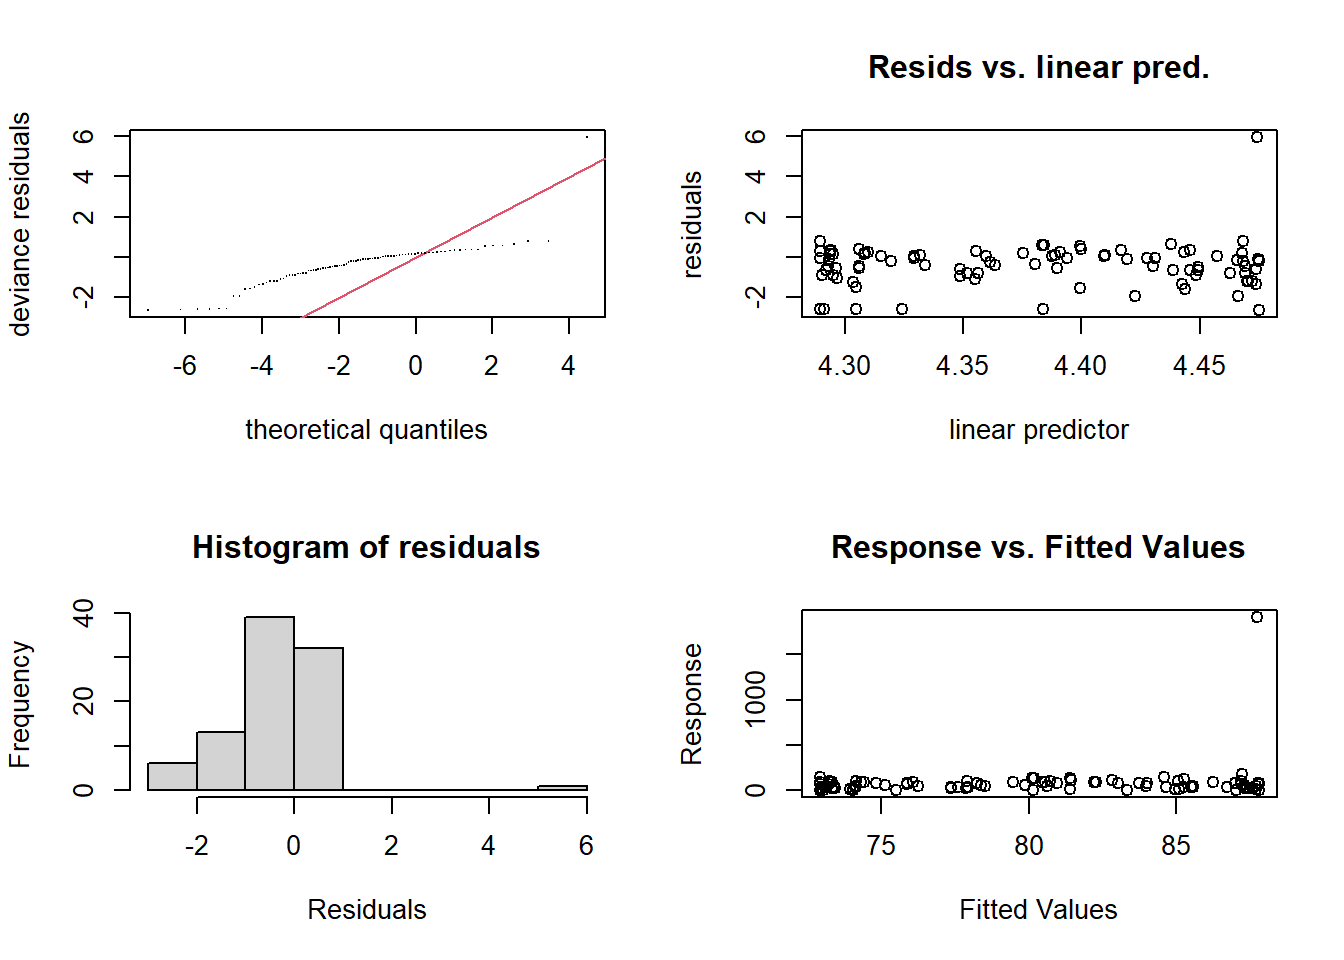 deviance residuals
6
4
2
-2
-6
-4
-2
0
2
4
theoretical quantiles
Resids vs. linear pred.
residuals
6
4
2
-2
4.30
4.35
4.40
4.45
linear predictor
Histogram of residuals
Frequency
40
20
0
-2
0
2
4
6
Residuals
Response vs. Fitted Values
Response
1000
0
75
80
85
Fitted Values